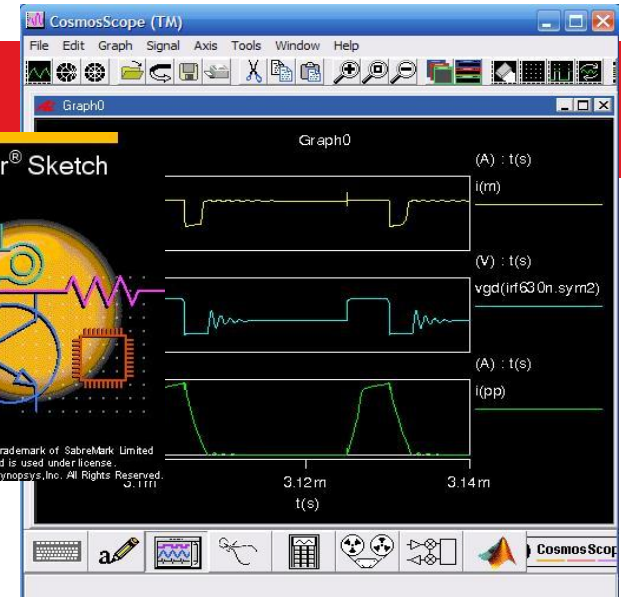 CosmosScope (TM)
File Edit Graph Signal Axis Tools Window Help
Graph0
Graph0
r® Sketch
(A) : t(s)
i(m)
(V) : t(s)
vgd(irf630n.sym2)
(A) : t(s)
i(pp)
rademark of SabreMark Limited
d is used under license.
ynopsys,Inc. All Rights Reserved.
3.12m 3.14m
t(s)
CosmosScop